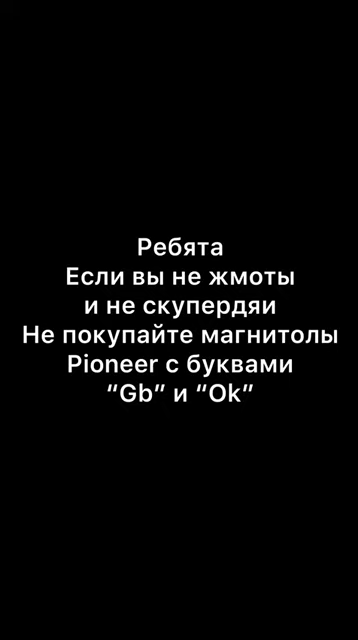 Ребята
Если вы не жмоты
и не скупердяи
Не покупайте магнитолы
Pioneer с буквами
“Gb” и “Ok”